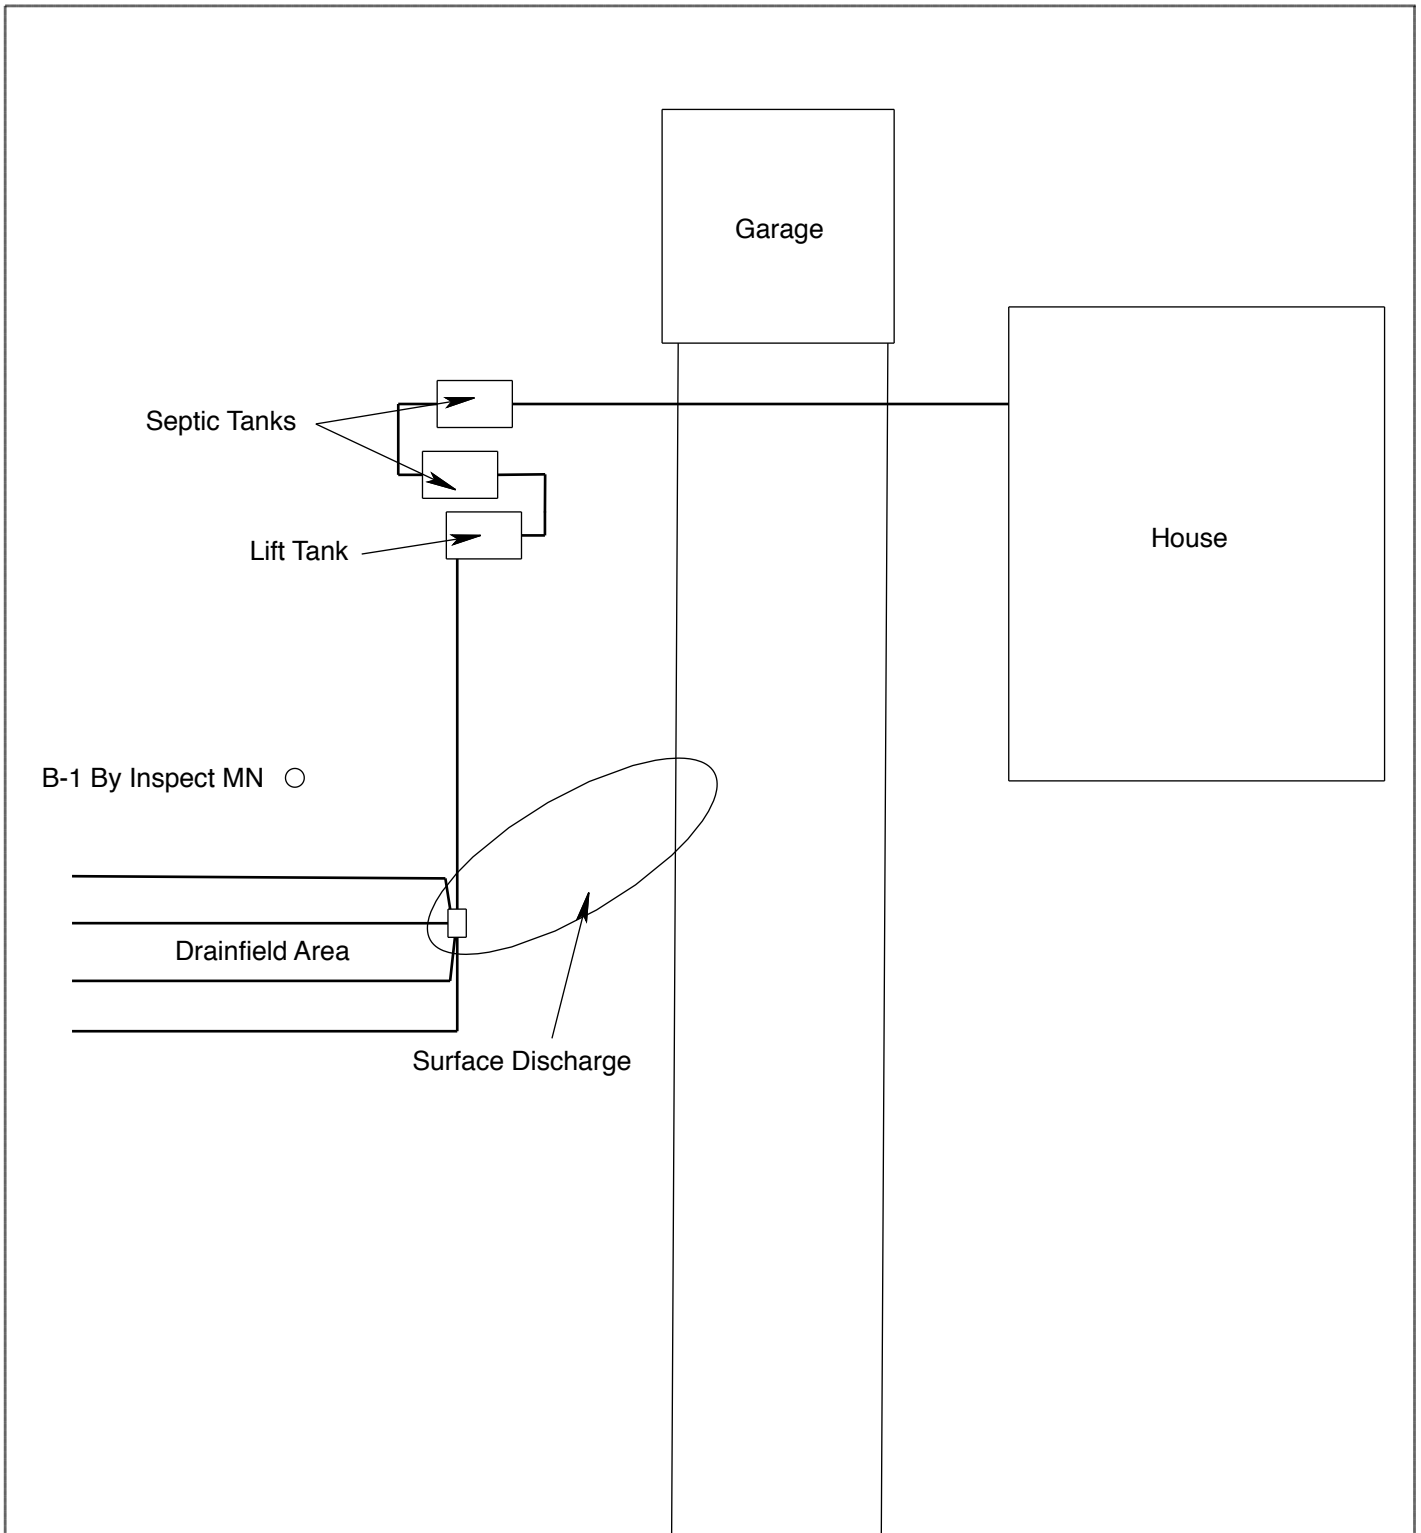 Garage
Septic Tanks
House
Lift Tank
B-1 By Inspect MN
Drainfield Area
Surface Discharge